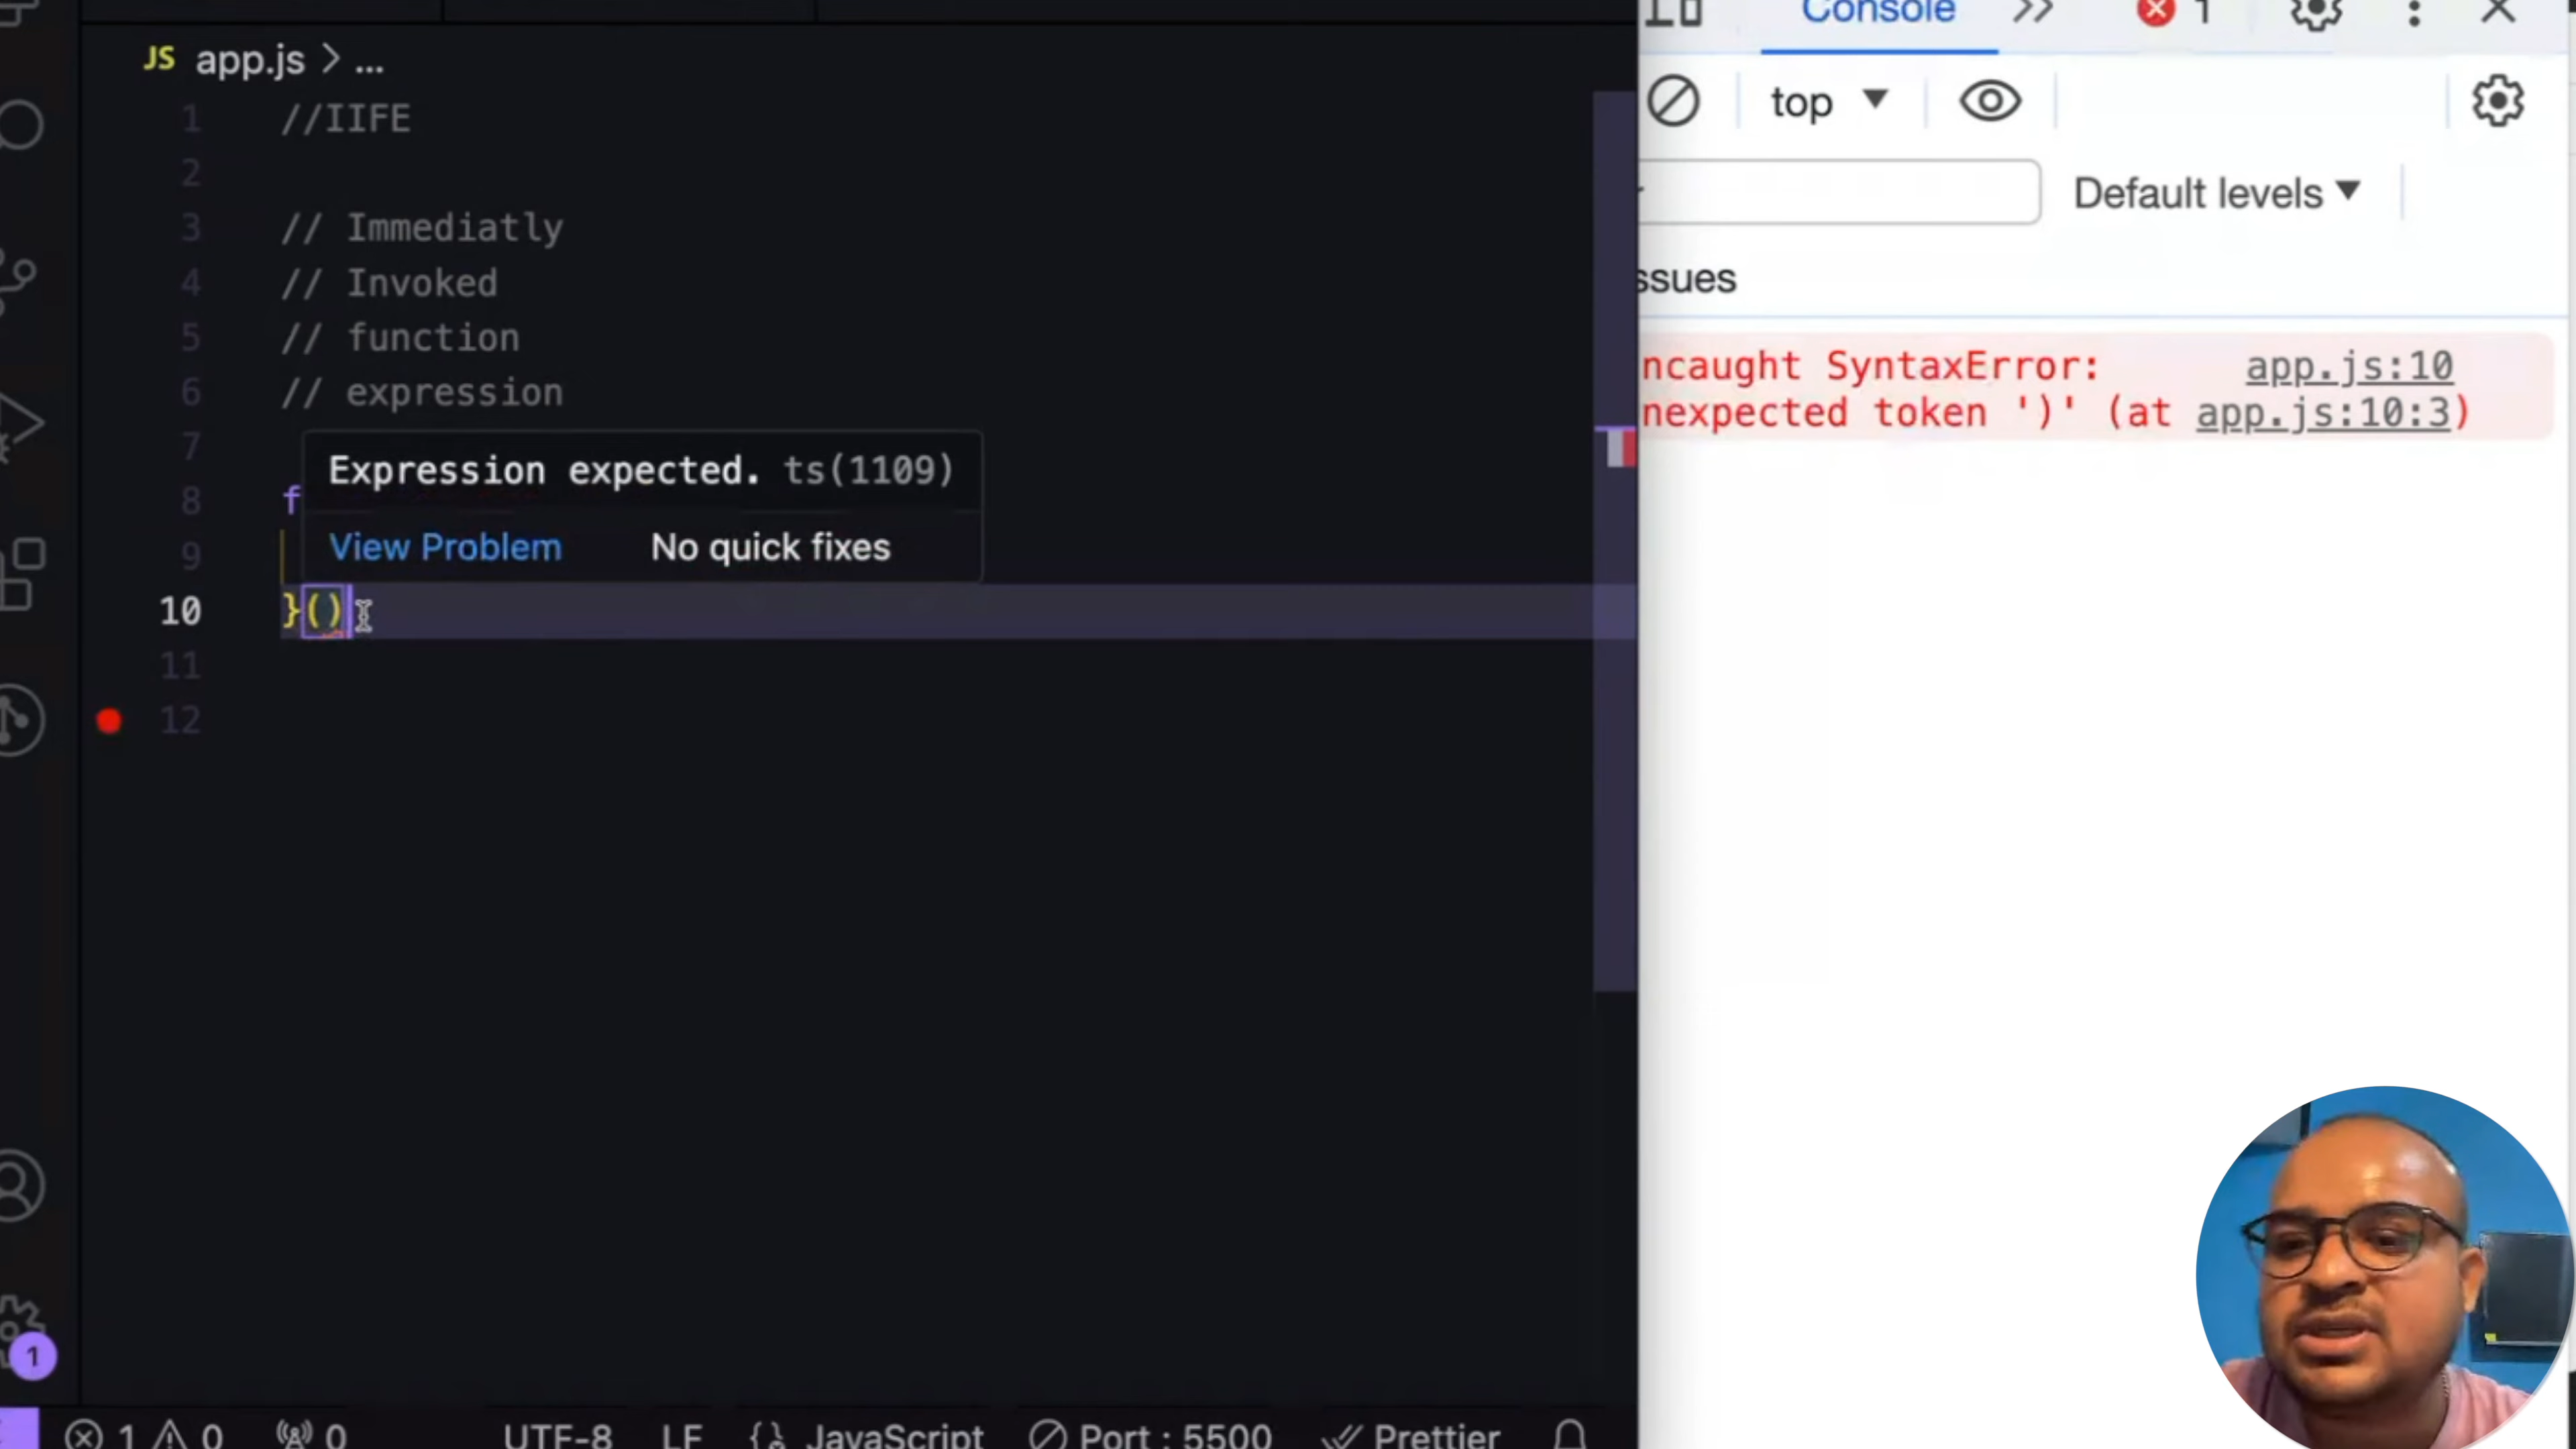 JS app.js > ...
1 //IIFE
2
3 // Immediatly
4 // Invoked
5 // function
6 // expression
7
Expression expected. ts(1109)
8 f
View Problem No quick fixes
9
10 }()
11
12
1
1 0 0 UTF-8 LF {} JavaScript Port : 5500 Prettier
Console >> 1
top
Default levels
ssues
ncaught SyntaxError: app.js:10
nexpected token ')' (at app.js:10:3)